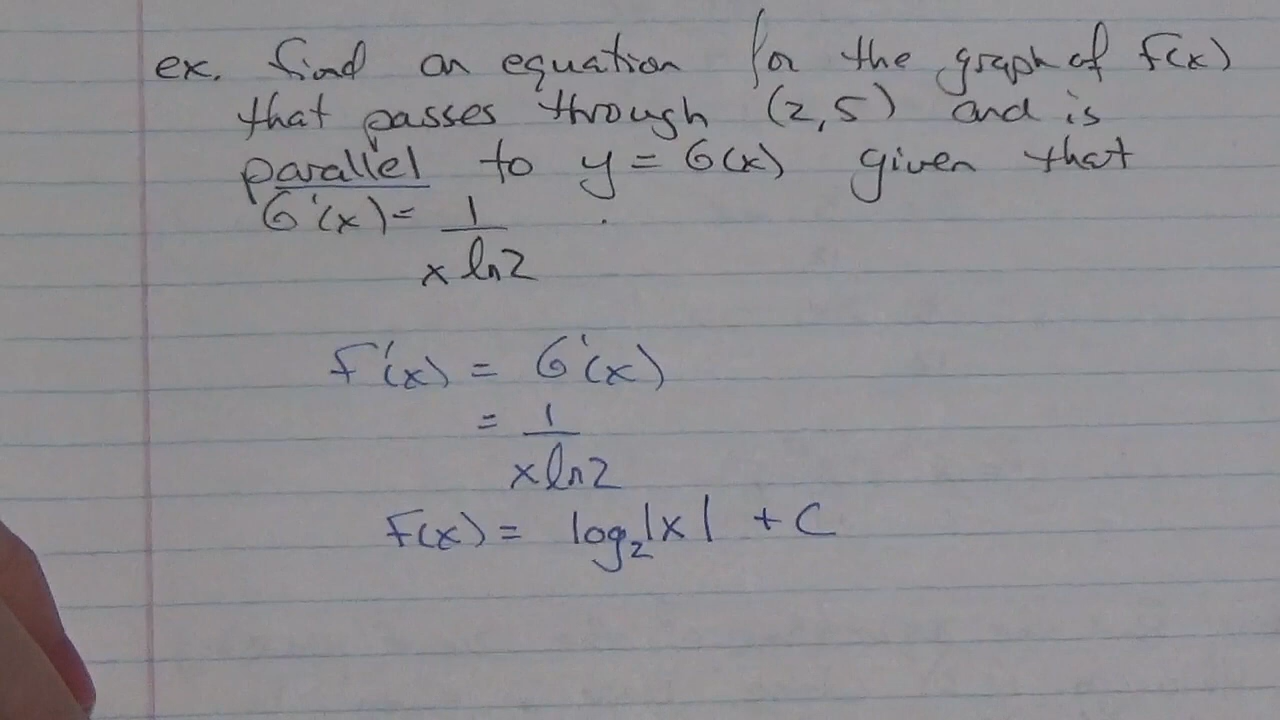 ex. find an equation for the graph of F(x)
that passes through (2,5) and is
parallel to y = G(x) given that
G'(x) = 1/(x ln2)
F'(x) = G'(x)
= 1/(x ln2)
F(x) = log₂|x| + C